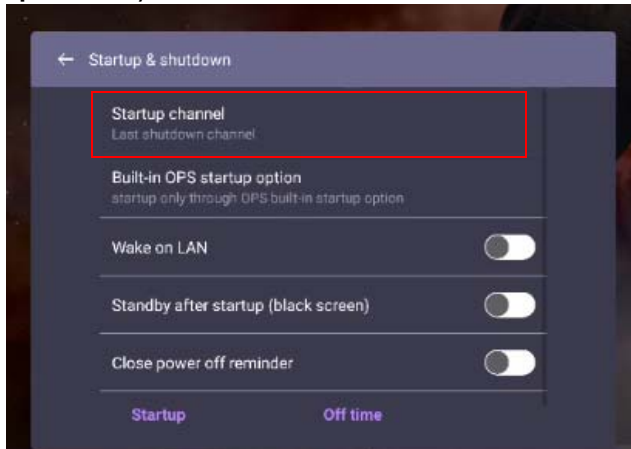 ← Startup & shutdown
Startup channel
Last shutdown channel
Built-in OPS startup option
startup only through OPS built-in startup option
Wake on LAN
Standby after startup (black screen)
Close power off reminder
Startup Off time